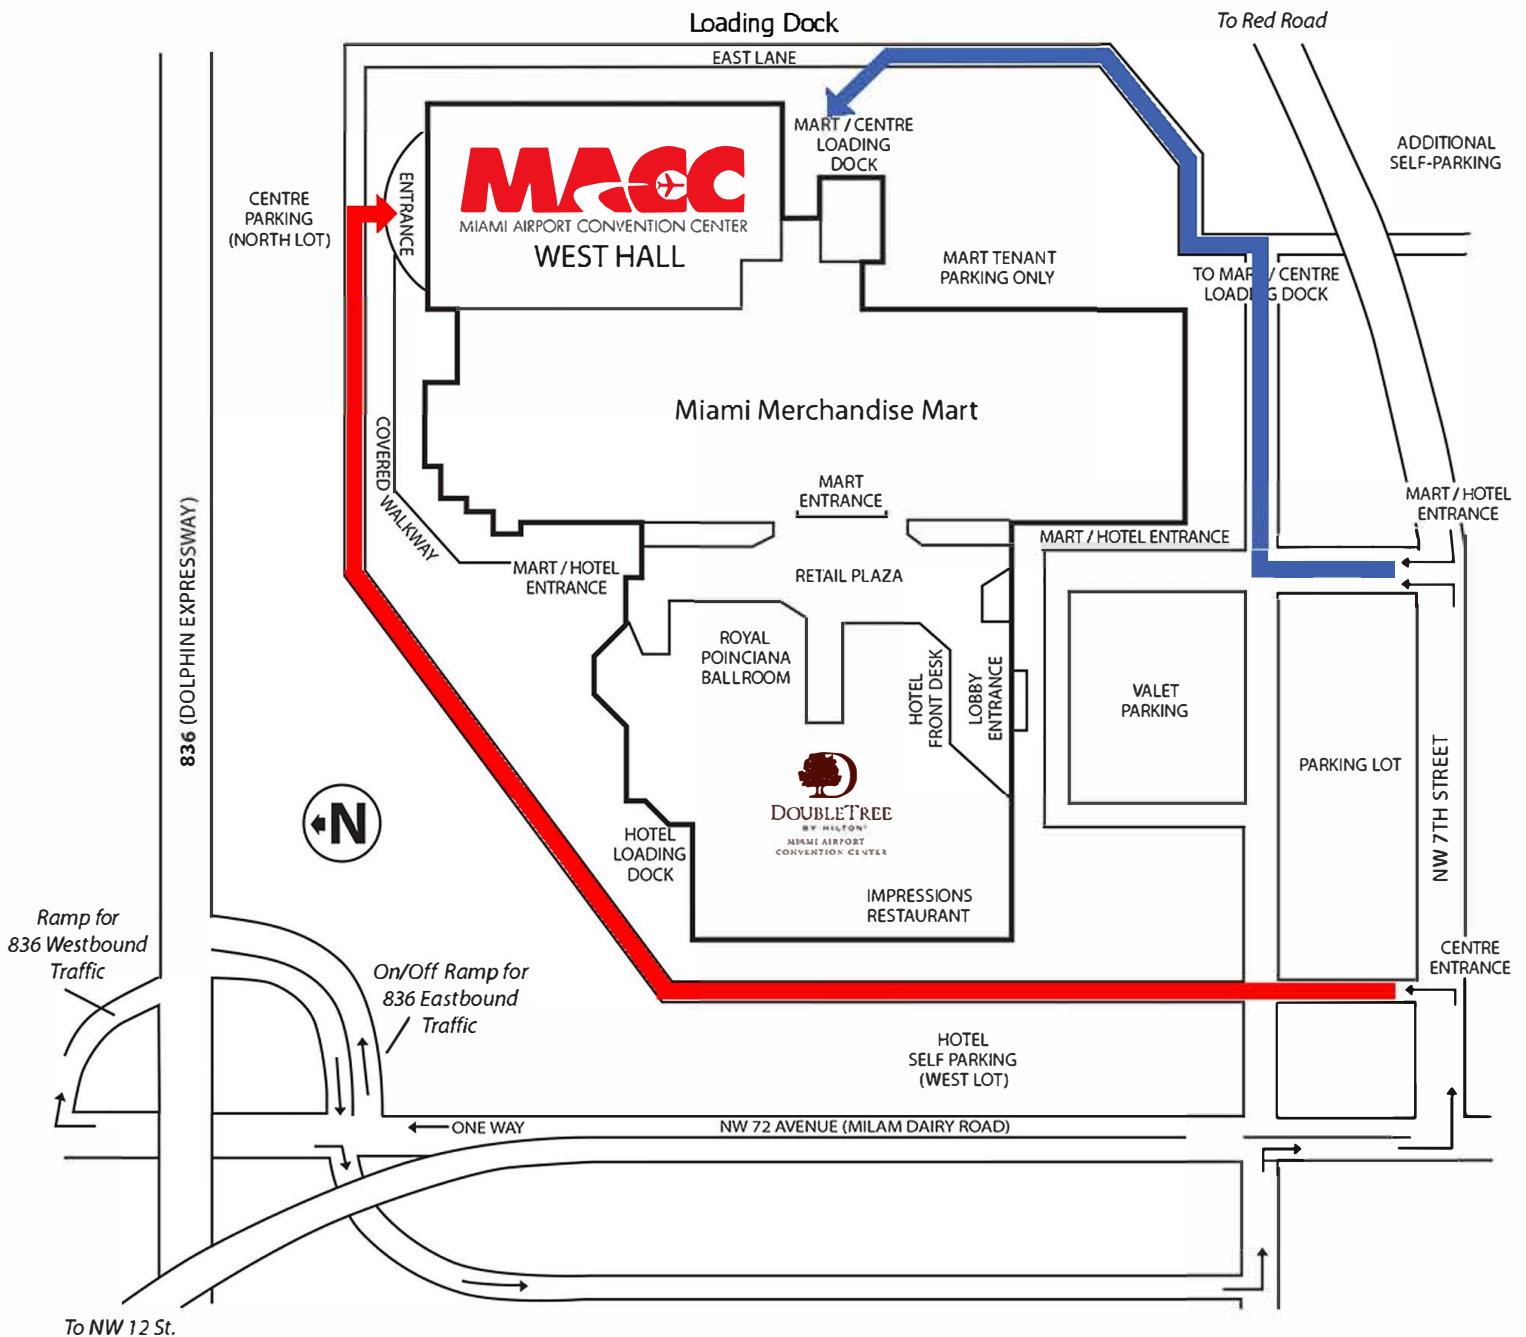 Loading Dock
To Red Road
EAST LANE
MART / CENTRE
LOADING
DOCK
ADDITIONAL
SELF-PARKING
CENTRE
PARKING
(NORTH LOT)
ENTRANCE
MACC
MIAMI AIRPORT CONVENTION CENTER
WEST HALL
MART TENANT
PARKING ONLY
TO MART / CENTRE
LOADING DOCK
Miami Merchandise Mart
COVERED WALKWAY
MART
ENTRANCE
MART / HOTEL
ENTRANCE
836 (DOLPHIN EXPRESSWAY)
MART / HOTEL ENTRANCE
MART / HOTEL
ENTRANCE
RETAIL PLAZA
ROYAL
POINCIANA
BALLROOM
HOTEL
FRONT DESK
LOBBY
ENTRANCE
VALET
PARKING
PARKING LOT
NW 7TH STREET
N
DOUBLETREE
BY HILTON
MIAMI AIRPORT
CONVENTION CENTER
HOTEL
LOADING
DOCK
IMPRESSIONS
RESTAURANT
Ramp for
836 Westbound
Traffic
On/Off Ramp for
836 Eastbound
Traffic
CENTRE
ENTRANCE
HOTEL
SELF PARKING
(WEST LOT)
ONE WAY
NW 72 AVENUE (MILAM DAIRY ROAD)
To NW 12 St.